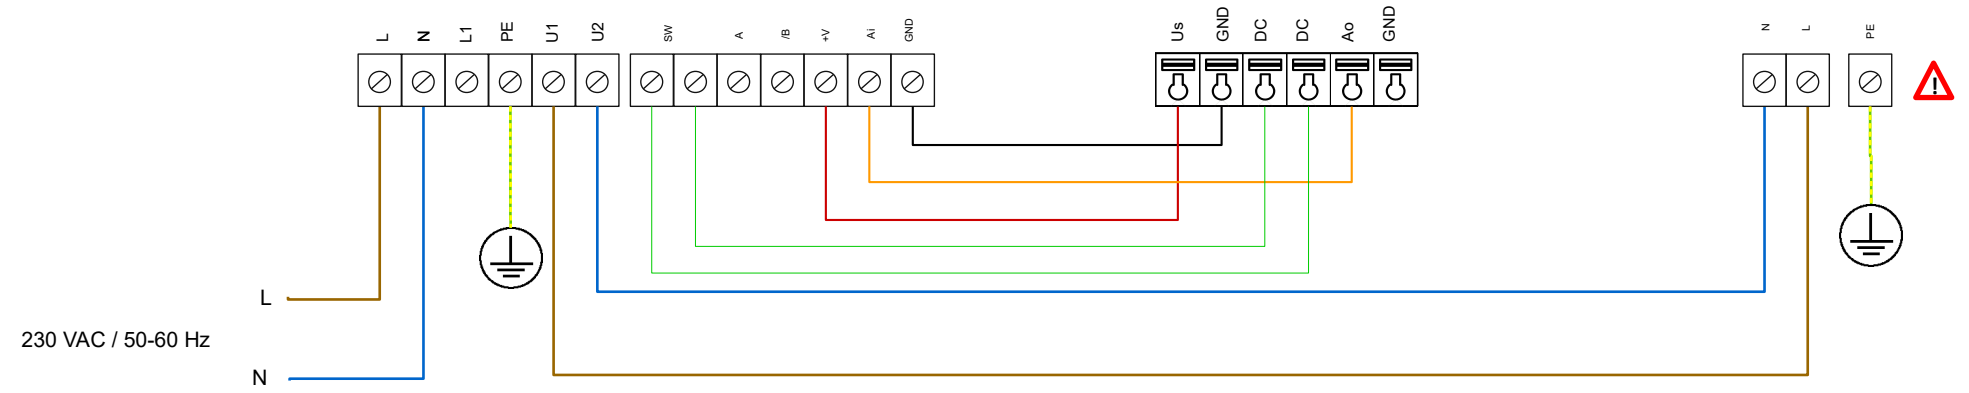 L N L1 PE U1 U2 SW A /B +V Ai GND Us GND DC DC Ao GND N L PE
!
L
230 VAC / 50-60 Hz
N